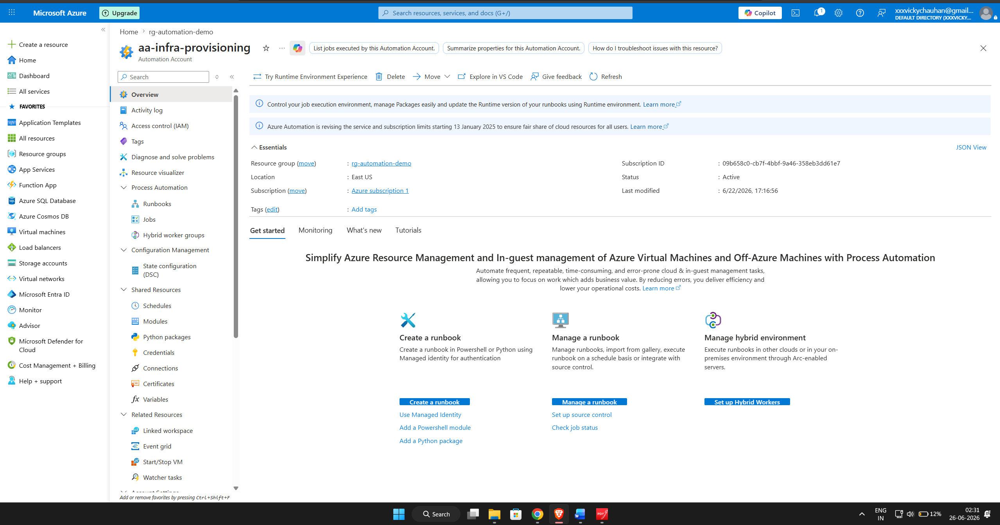 Microsoft Azure
Upgrade
Search resources, services, and docs (G+/)
Copilot
1
xxxvickychauhan@gmail...
DEFAULT DIRECTORY (XXXVICKY...
Create a resource
Home
Dashboard
All services
FAVORITES
Application Templates
All resources
Resource groups
App Services
Function App
Azure SQL Database
Azure Cosmos DB
Virtual machines
Load balancers
Storage accounts
Virtual networks
Microsoft Entra ID
Monitor
Advisor
Microsoft Defender for
Cloud
Cost Management + Billing
Help + support
Home > rg-automation-demo
aa-infra-provisioning
Automation Account
List jobs executed by this Automation Account.
Summarize properties for this Automation Account.
How do I troubleshoot issues with this resource?
Search
Overview
Activity log
Access control (IAM)
Tags
Diagnose and solve problems
Resource visualizer
Process Automation
Runbooks
Jobs
Hybrid worker groups
Configuration Management
State configuration
(DSC)
Shared Resources
Schedules
Modules
Python packages
Credentials
Connections
Certificates
Variables
Related Resources
Linked workspace
Event grid
Start/Stop VM
Watcher tasks
Account Settings
Add or remove favorites by pressing Ctrl+Shift+F
Try Runtime Environment Experience
Delete
Move
Explore in VS Code
Give feedback
Refresh
Control your job execution environment, manage Packages easily and update the Runtime version of your runbooks using Runtime environment. Learn more
Azure Automation is revising the service and subscription limits starting 13 January 2025 to ensure fair share of cloud resources for all users. Learn more
Essentials
JSON View
Resource group (move) : rg-automation-demo
Location : East US
Subscription (move) : Azure subscription 1
Subscription ID : 09b658c0-cb7f-4bbf-9a46-358eb3dd61e7
Status : Active
Last modified : 6/22/2026, 17:16:56
Tags (edit) : Add tags
Get started
Monitoring
What's new
Tutorials
Simplify Azure Resource Management and In-guest management of Azure Virtual Machines and Off-Azure Machines with Process Automation
Automate frequent, repeatable, time-consuming, and error-prone cloud & in-guest management tasks,
allowing you to focus on work which adds business value. By reducing errors, you deliver efficiency and
lower your operational costs. Learn more
Create a runbook
Create a runbook in Powershell or Python using
Managed identity for authentication
Create a runbook
Use Managed Identity
Add a Powershell module
Add a Python package
Manage a runbook
Manage runbooks, import from gallery, execute
runbook on a schedule basis or integrate with
source control.
Manage a runbook
Set up source control
Check job status
Manage hybrid environment
Execute runbooks in other clouds or in your on-
premises environment through Arc-enabled
servers.
Set up Hybrid Workers
Search
ENG
IN
12%
02:31
26-06-2026